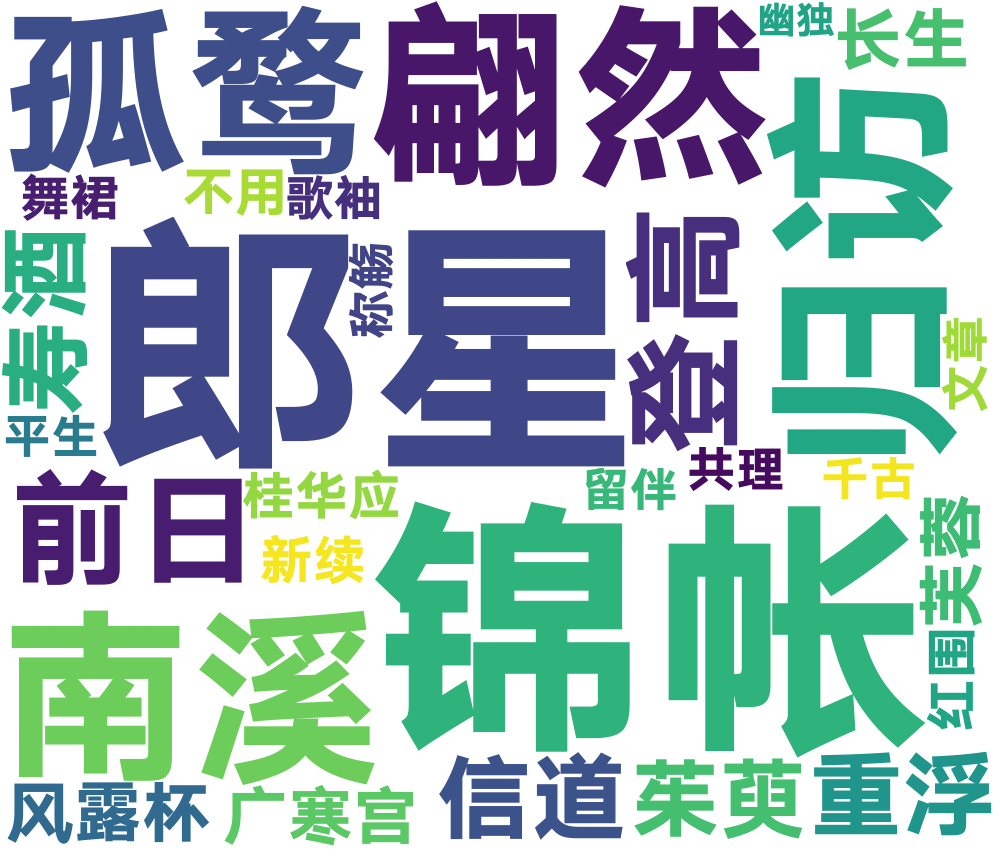 孤鹜
翩然
幽独
长生
归访
舞裙
不用
歌袖
寿酒
郎星
称觞
登高
文章
平生
前日
桂华应
新续
留伴
共理
千古
锦帐
芙蓉
红围
南溪
风露杯
广寒宫
信道
茱萸
重浮